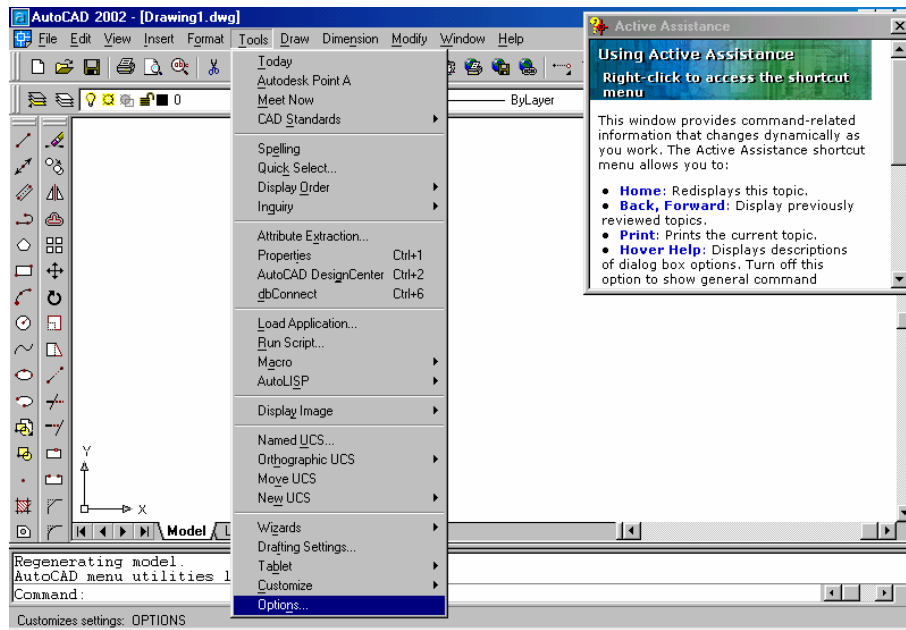 AutoCAD 2002 - [Drawing1.dwg]
File Edit View Insert Format Tools Draw Dimension Modify Window Help
0
ByLayer
Today
Autodesk Point A
Meet Now
CAD Standards
Spelling
Quick Select...
Display Order
Inquiry
Attribute Extraction...
Properties Ctrl+1
AutoCAD DesignCenter Ctrl+2
dbConnect Ctrl+6
Load Application...
Run Script...
Macro
AutoLISP
Display Image
Named UCS...
Orthographic UCS
Move UCS
New UCS
Wizards
Drafting Settings...
Tablet
Customize
Options...
Active Assistance
Using Active Assistance
Right-click to access the shortcut
menu
This window provides command-related
information that changes dynamically as
you work. The Active Assistance shortcut
menu allows you to:
• Home: Redisplays this topic.
• Back, Forward: Display previously
reviewed topics.
• Print: Prints the current topic.
• Hover Help: Displays descriptions
of dialog box options. Turn off this
option to show general command
Y
X
Model
Regenerating model.
AutoCAD menu utilities l
Command:
Customizes settings: OPTIONS